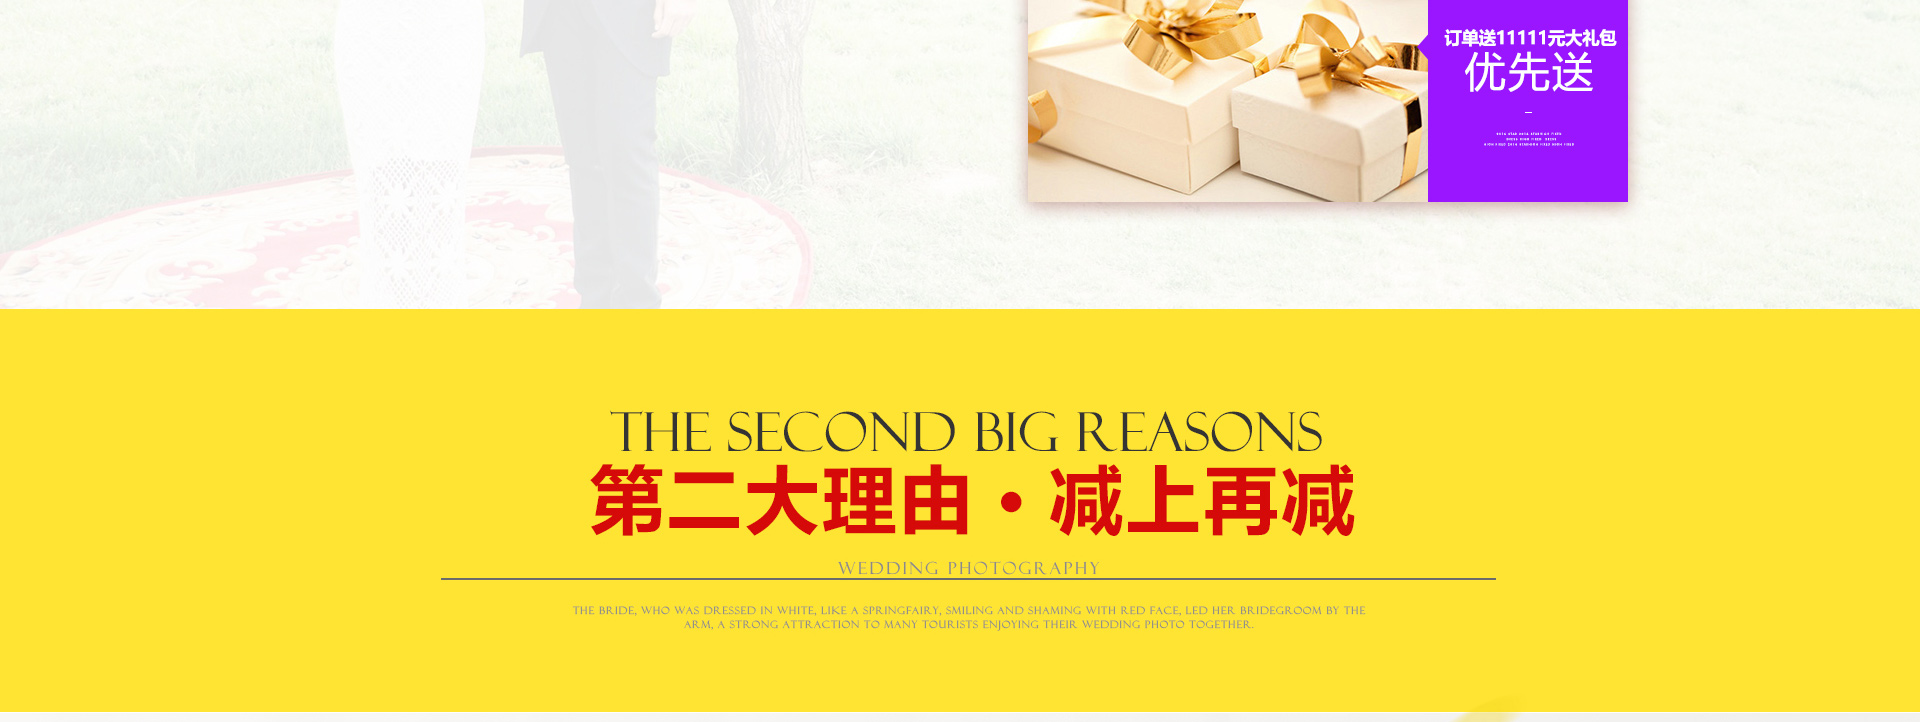 订单送11111元大礼包
优先送
THE SECOND BIG REASONS
第二大理由·减上再减
WEDDING PHOTOGRAPHY
THE BRIDE, WHO WAS DRESSED IN WHITE, LIKE A SPRINGFAIRY, SMILING AND SHAMING WITH RED FACE, LED HER BRIDEGROOM BY THE
ARM, A STRONG ATTRACTION TO MANY TOURISTS ENJOYING THEIR WEDDING PHOTO TOGETHER.